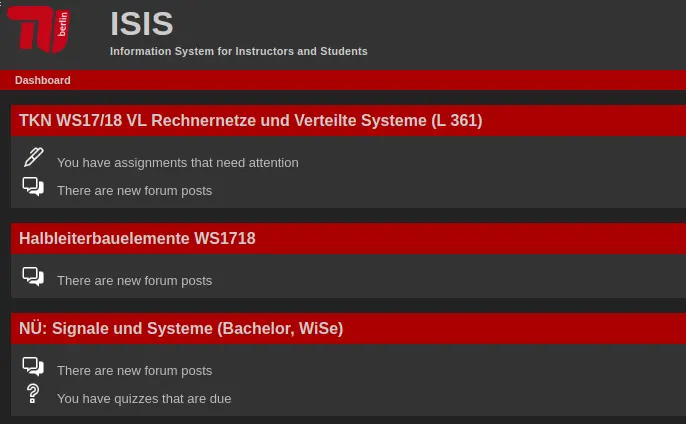 berlin
ISIS
Information System for Instructors and Students
Dashboard
TKN WS17/18 VL Rechnernetze und Verteilte Systeme (L 361)
You have assignments that need attention
There are new forum posts
Halbleiterbauelemente WS1718
There are new forum posts
NÜ: Signale und Systeme (Bachelor, WiSe)
There are new forum posts
You have quizzes that are due